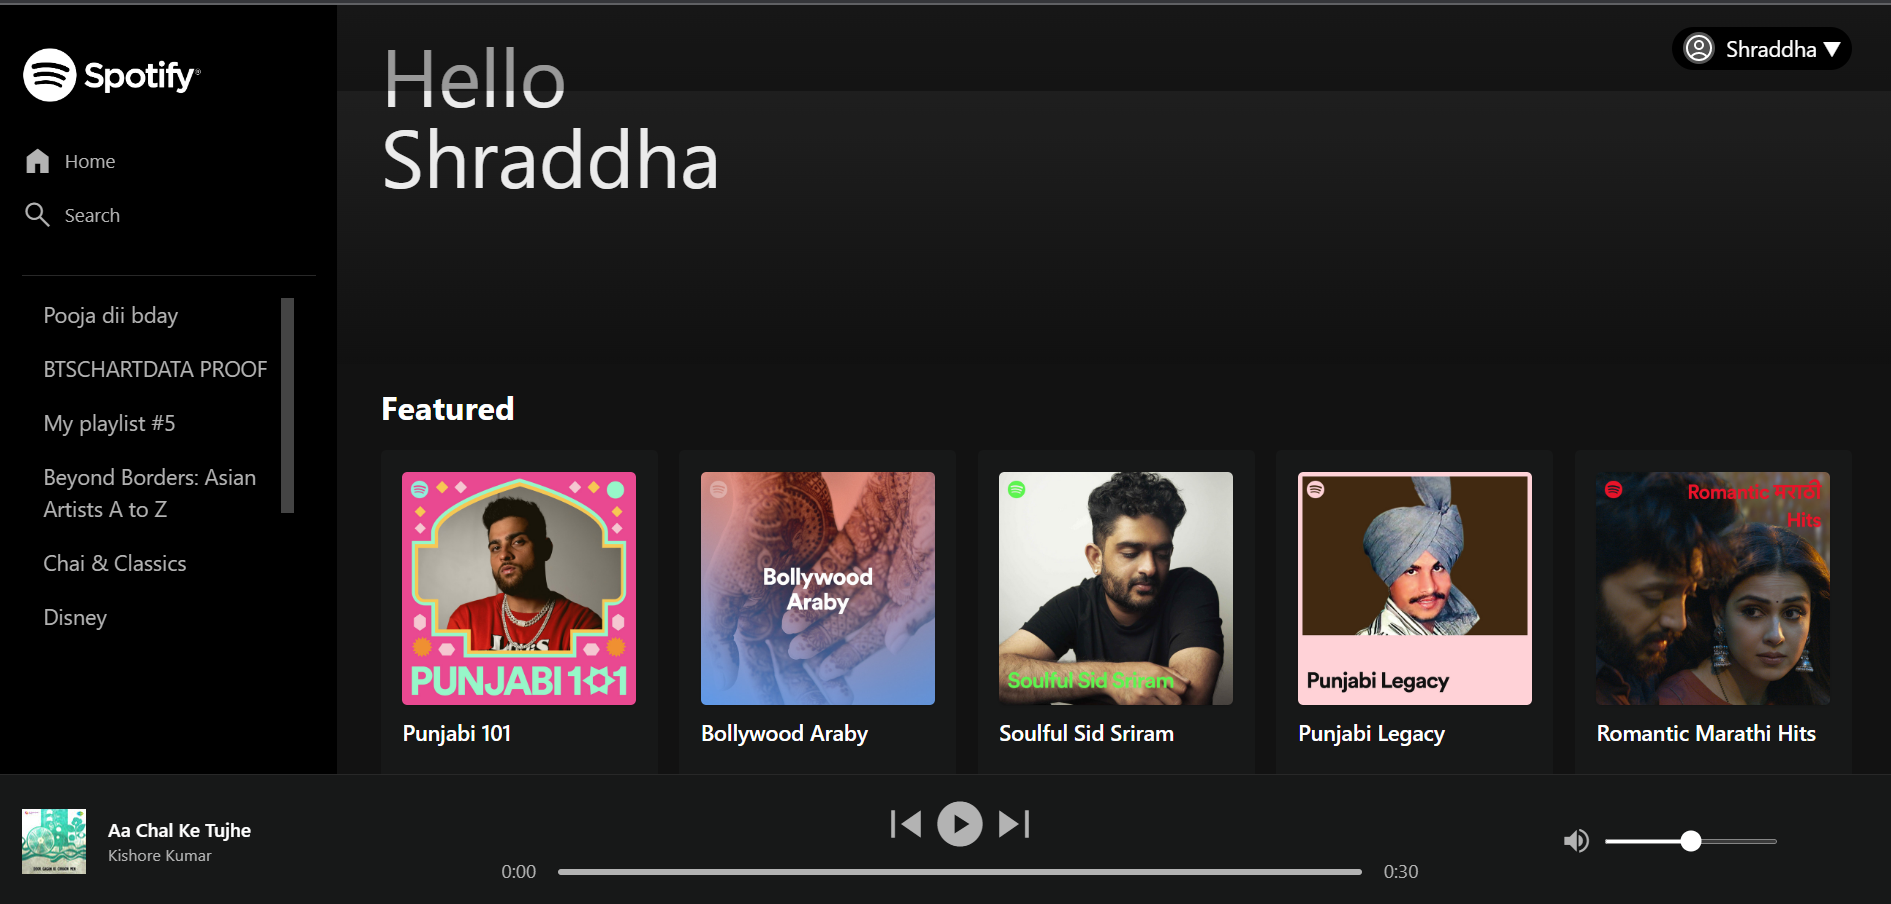 Spotify®
Home
Search
Pooja dii bday
BTSCHARTDATA PROOF
My playlist #5
Beyond Borders: Asian
Artists A to Z
Chai & Classics
Disney
Shraddha
Hello
Shraddha
Featured
PUNJABI 101
Punjabi 101
Bollywood
Araby
Bollywood Araby
Soulful Sid Sriram
Soulful Sid Sriram
Punjabi Legacy
Punjabi Legacy
Romantic मराठी
Hits
Romantic Marathi Hits
Aa Chal Ke Tujhe
Kishore Kumar
0:00
0:30